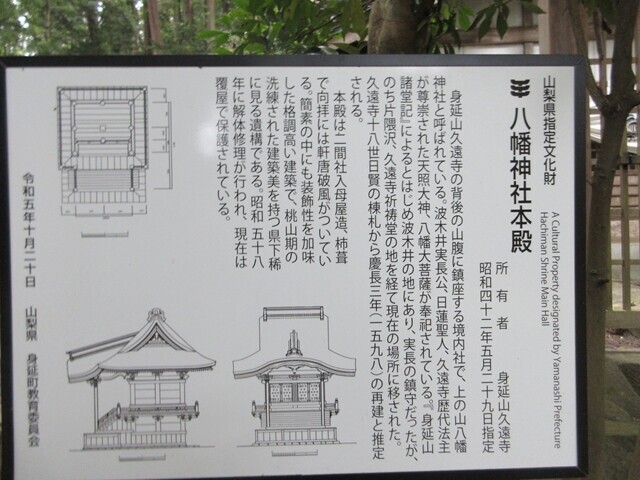 山梨県指定文化財
八幡神社本殿
A Cultural Property designated by Yamanashi Prefecture
Hachiman Shrine Main Hall
所有者　身延山久遠寺
昭和四十二年五月二十九日指定
身延山久遠寺の背後の山腹に鎮座する境内社で、上の山八幡
神社と呼ばれている。波木井実長公、日蓮聖人、久遠寺歴代法主
が尊崇された天照大神、八幡大菩薩が奉祀されている。『身延山
諸堂記』によるとはじめ波木井の地にあり、実長の鎮守だったが、
のち片隈沢、久遠寺祈祷堂の地を経て現在の場所に移された。
久遠寺十八世日賢の棟札から慶長三年（一五九八）の再建と推定
される。
本殿は二間社入母屋造、杮葺
で向拝には軒唐破風がついてい
る。簡素の中にも装飾性を加味
した格調高い建築で、桃山期の
洗練された建築美を持つ県下稀
に見る遺構である。昭和五十八
年に解体修理が行われ、現在は
覆屋で保護されている。
令和五年十月二十日　山梨県　身延町教育委員会